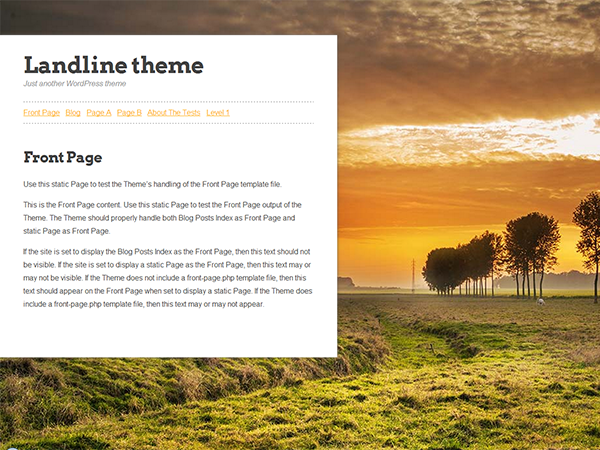 Landline theme
Just another WordPress theme
Front Page Blog Page A Page B About The Tests Level 1
Front Page
Use this static Page to test the Theme's handling of the Front Page template file.
This is the Front Page content. Use this static Page to test the Front Page output of the
Theme. The Theme should properly handle both Blog Posts Index as Front Page and
static Page as Front Page.
If the site is set to display the Blog Posts Index as the Front Page, then this text should not
be visible. If the site is set to display a static Page as the Front Page, then this text may or
may not be visible. If the Theme does not include a front-page.php template file, then this
text should appear on the Front Page when set to display a static Page. If the Theme does
include a front-page.php template file, then this text may or may not appear.